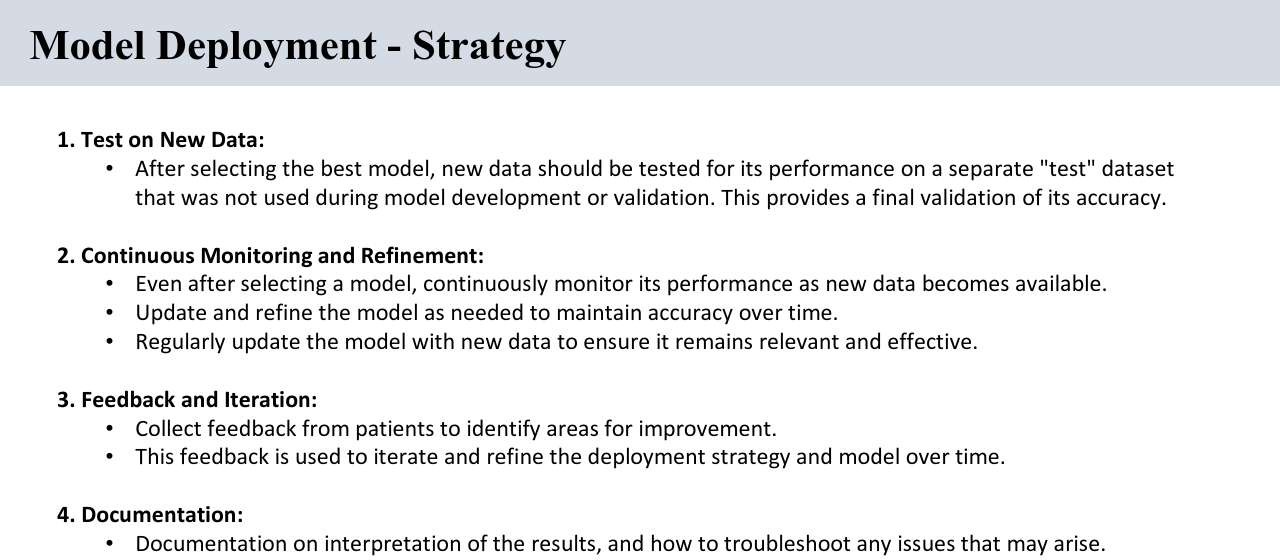 Model Deployment - Strategy
1. Test on New Data:
• After selecting the best model, new data should be tested for its performance on a separate "test" dataset
that was not used during model development or validation. This provides a final validation of its accuracy.
2. Continuous Monitoring and Refinement:
• Even after selecting a model, continuously monitor its performance as new data becomes available.
• Update and refine the model as needed to maintain accuracy over time.
• Regularly update the model with new data to ensure it remains relevant and effective.
3. Feedback and Iteration:
• Collect feedback from patients to identify areas for improvement.
• This feedback is used to iterate and refine the deployment strategy and model over time.
4. Documentation:
• Documentation on interpretation of the results, and how to troubleshoot any issues that may arise.